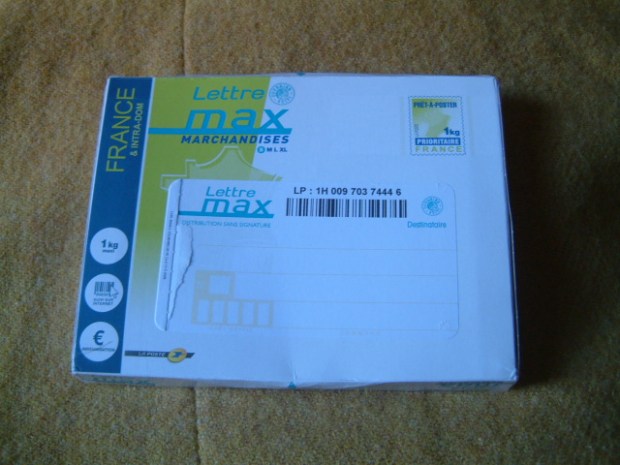 FRANCE
& INTRA-DOM
Lettre
max
MARCHANDISES
S M L XL
PRÊT-À-POSTER
1kg
PRIORITAIRE
FRANCE
Lettre
max
DISTRIBUTION SANS SIGNATURE
LP : 1H 009 703 7444 6
Destinataire
1kg
€
LA POSTE